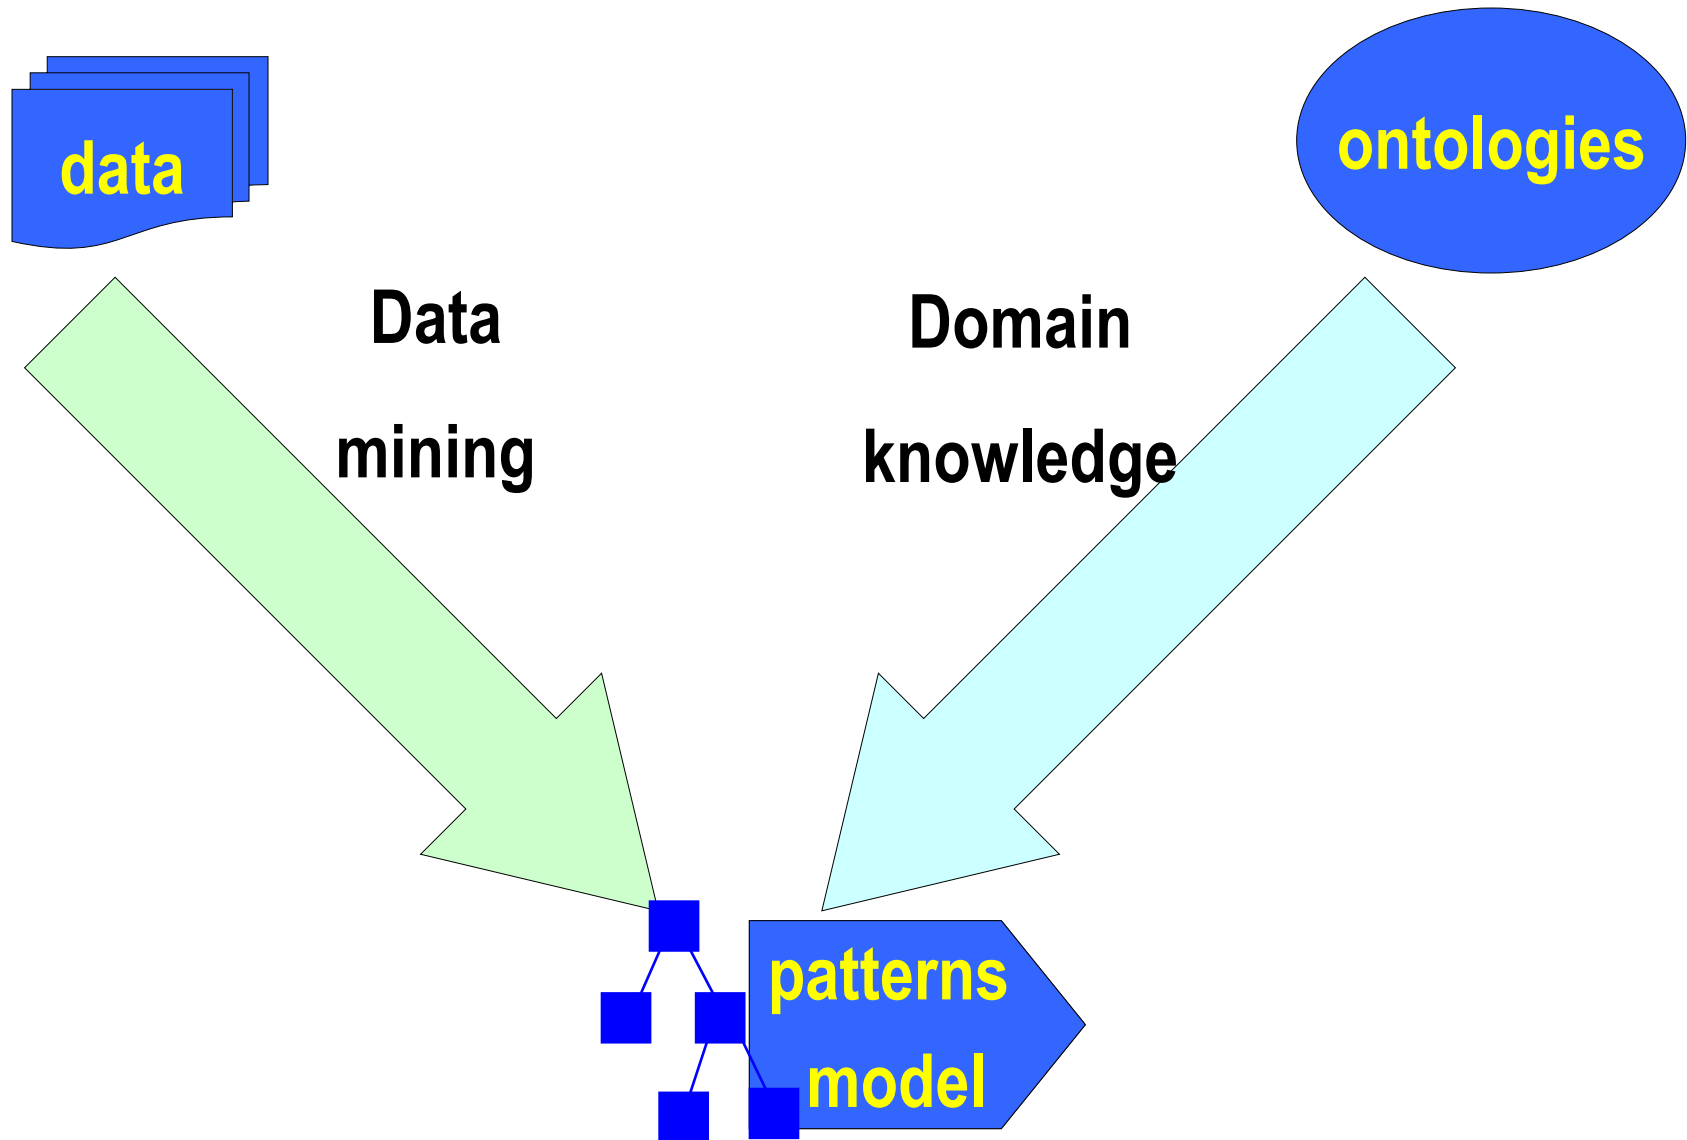 data
ontologies
Data
mining
Domain
knowledge
patterns
model